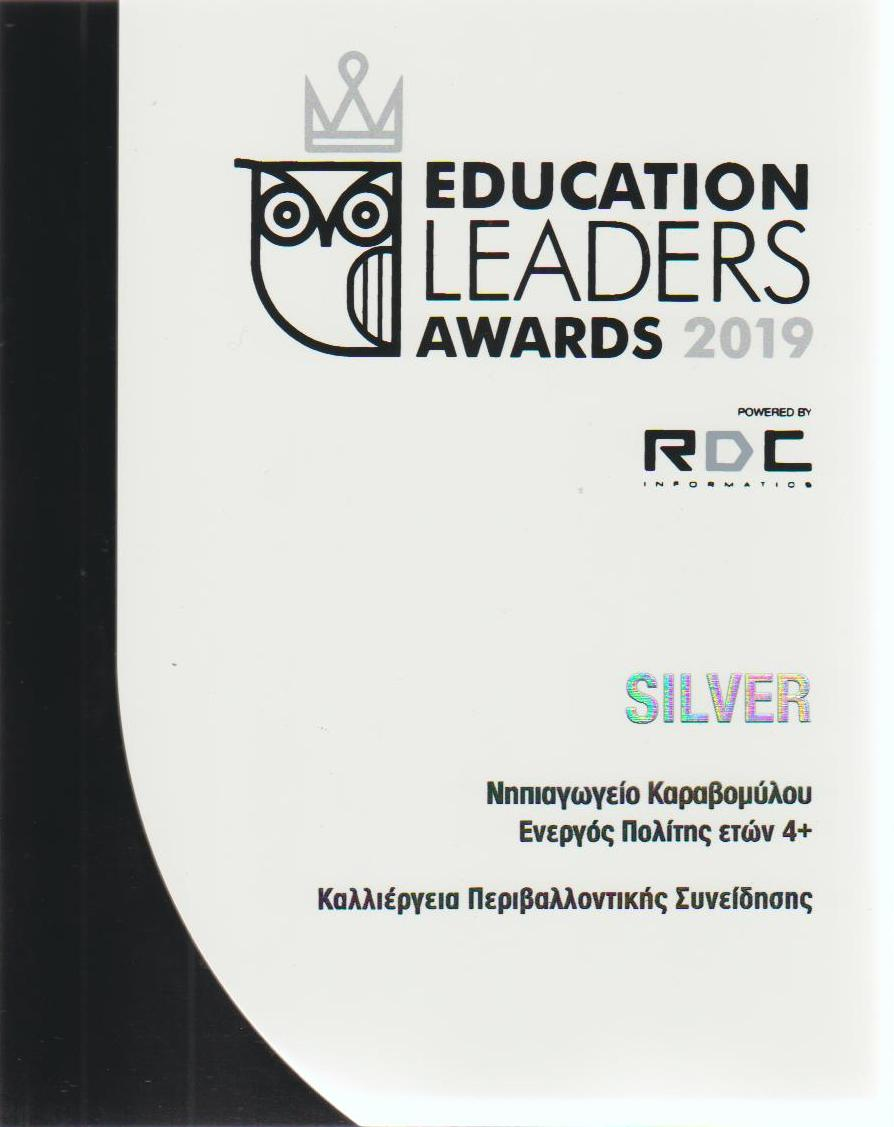 EDUCATION
LEADERS
AWARDS 2019
POWERED BY
RDC
INFORMATICS
SILVER
Νηπιαγωγείο Καραβομύλου
Ενεργός Πολίτης ετών 4+
Καλλιέργεια Περιβαλλοντικής Συνείδησης